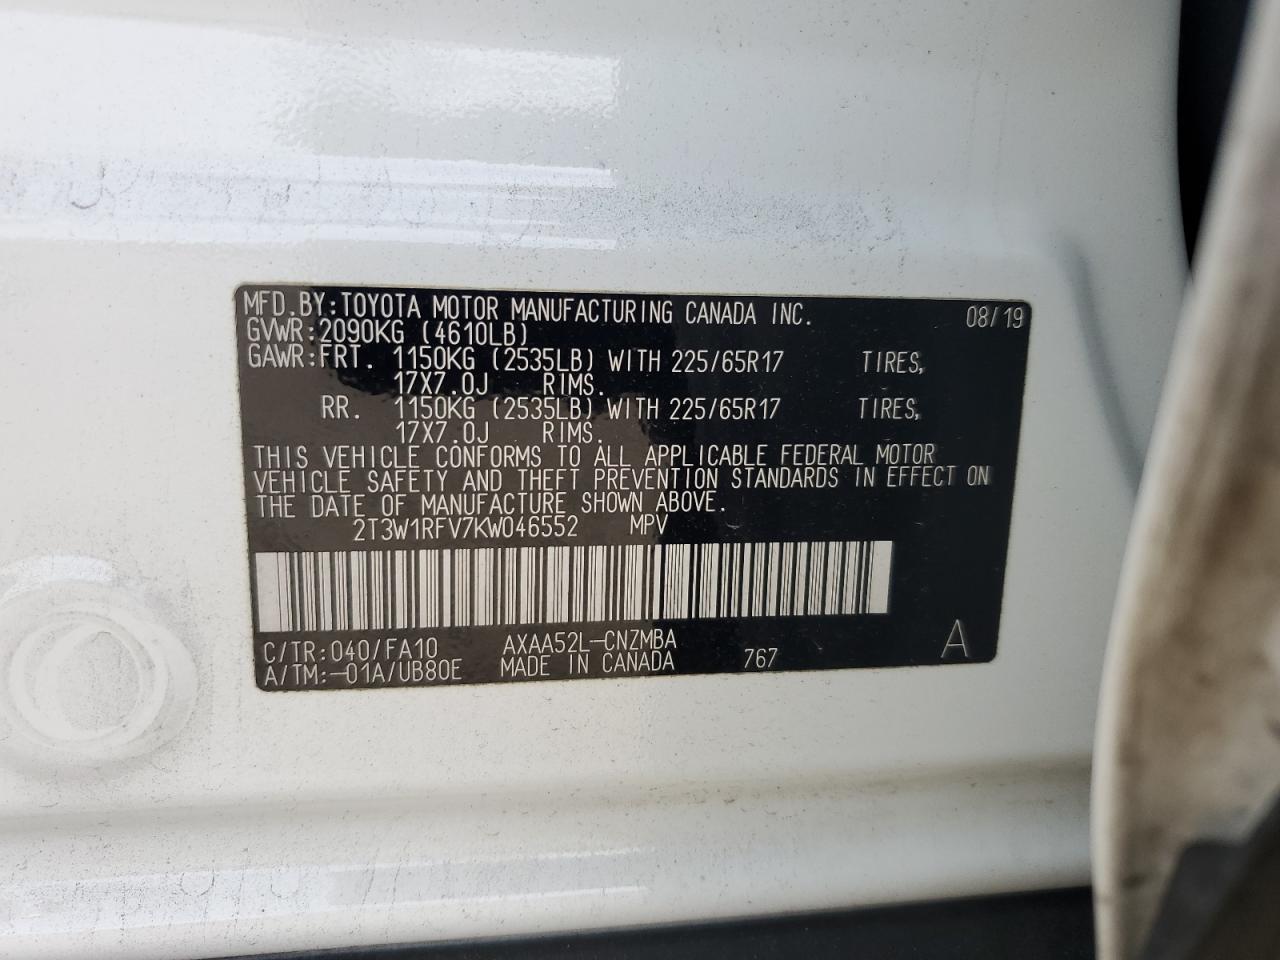 MFD.BY:TOYOTA MOTOR MANUFACTURING CANADA INC. 08/19
GVWR:2090KG (4610LB)
GAWR:FRT. 1150KG (2535LB) WITH 225/65R17 TIRES,
17X7.0J RIMS.
RR. 1150KG (2535LB) WITH 225/65R17 TIRES,
17X7.0J RIMS.
THIS VEHICLE CONFORMS TO ALL APPLICABLE FEDERAL MOTOR
VEHICLE SAFETY AND THEFT PREVENTION STANDARDS IN EFFECT ON
THE DATE OF MANUFACTURE SHOWN ABOVE.
2T3W1RFV7KW046552 MPV
C/TR:040/FA10 AXAA52L-CNZMBA A
A/TM:-01A/UB80E MADE IN CANADA 767